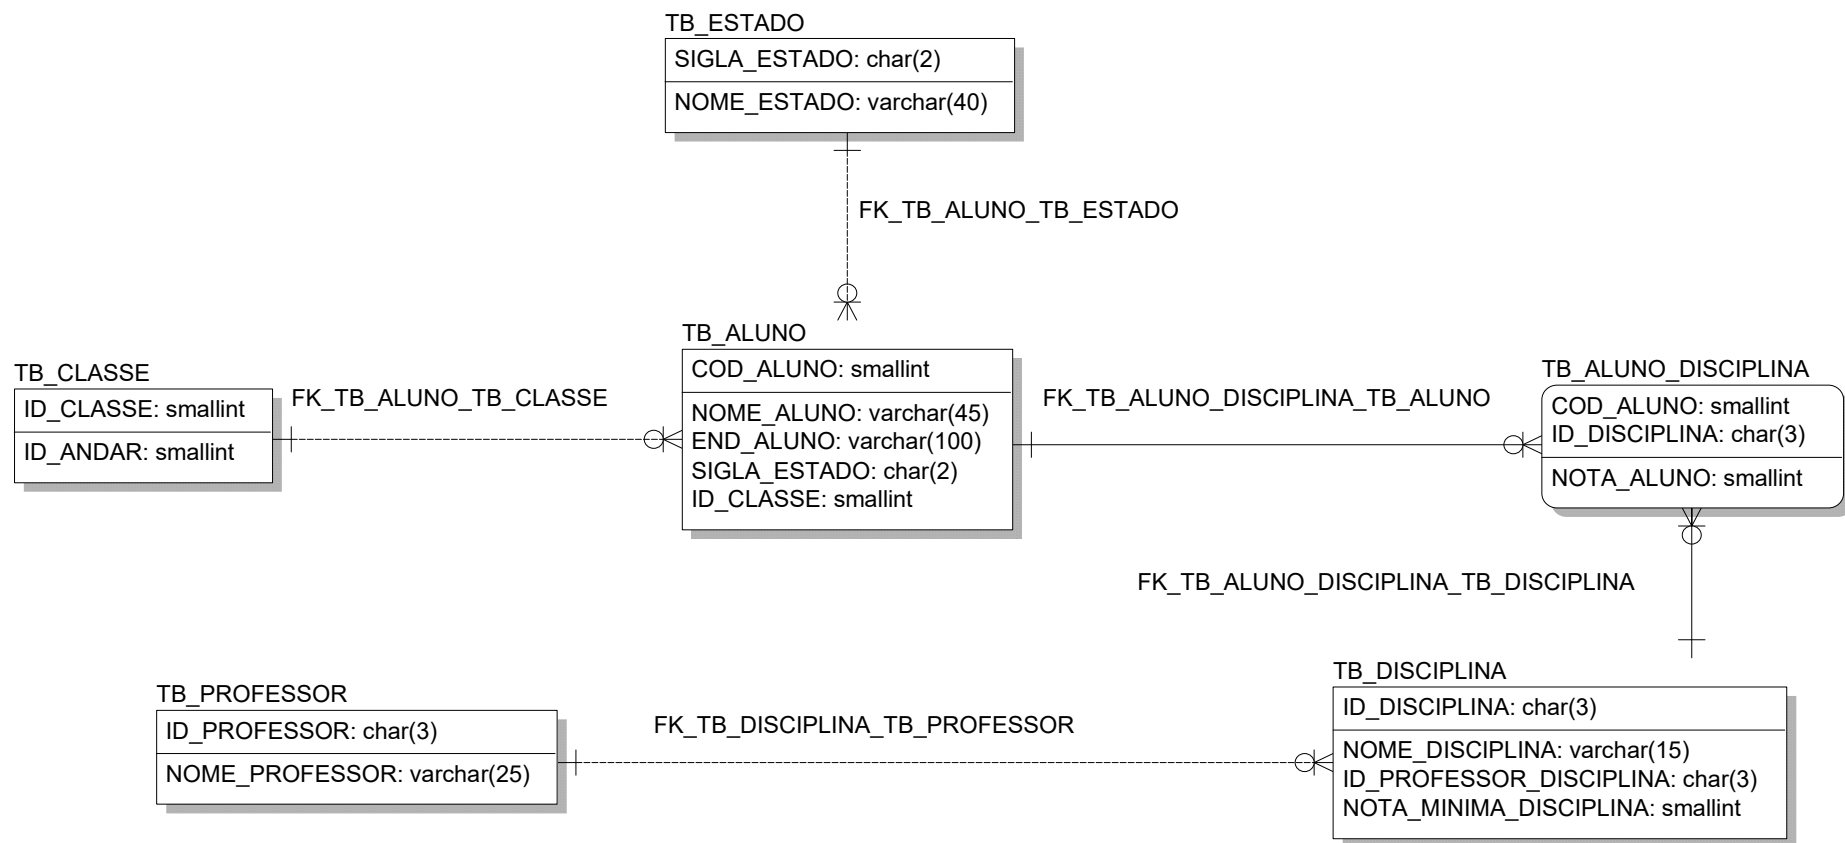 TB_ESTADO
SIGLA_ESTADO: char(2)
NOME_ESTADO: varchar(40)
FK_TB_ALUNO_TB_ESTADO
TB_CLASSE
ID_CLASSE: smallint
ID_ANDAR: smallint
FK_TB_ALUNO_TB_CLASSE
TB_ALUNO
COD_ALUNO: smallint
NOME_ALUNO: varchar(45)
END_ALUNO: varchar(100)
SIGLA_ESTADO: char(2)
ID_CLASSE: smallint
FK_TB_ALUNO_DISCIPLINA_TB_ALUNO
TB_ALUNO_DISCIPLINA
COD_ALUNO: smallint
ID_DISCIPLINA: char(3)
NOTA_ALUNO: smallint
FK_TB_ALUNO_DISCIPLINA_TB_DISCIPLINA
TB_PROFESSOR
ID_PROFESSOR: char(3)
NOME_PROFESSOR: varchar(25)
FK_TB_DISCIPLINA_TB_PROFESSOR
TB_DISCIPLINA
ID_DISCIPLINA: char(3)
NOME_DISCIPLINA: varchar(15)
ID_PROFESSOR_DISCIPLINA: char(3)
NOTA_MINIMA_DISCIPLINA: smallint